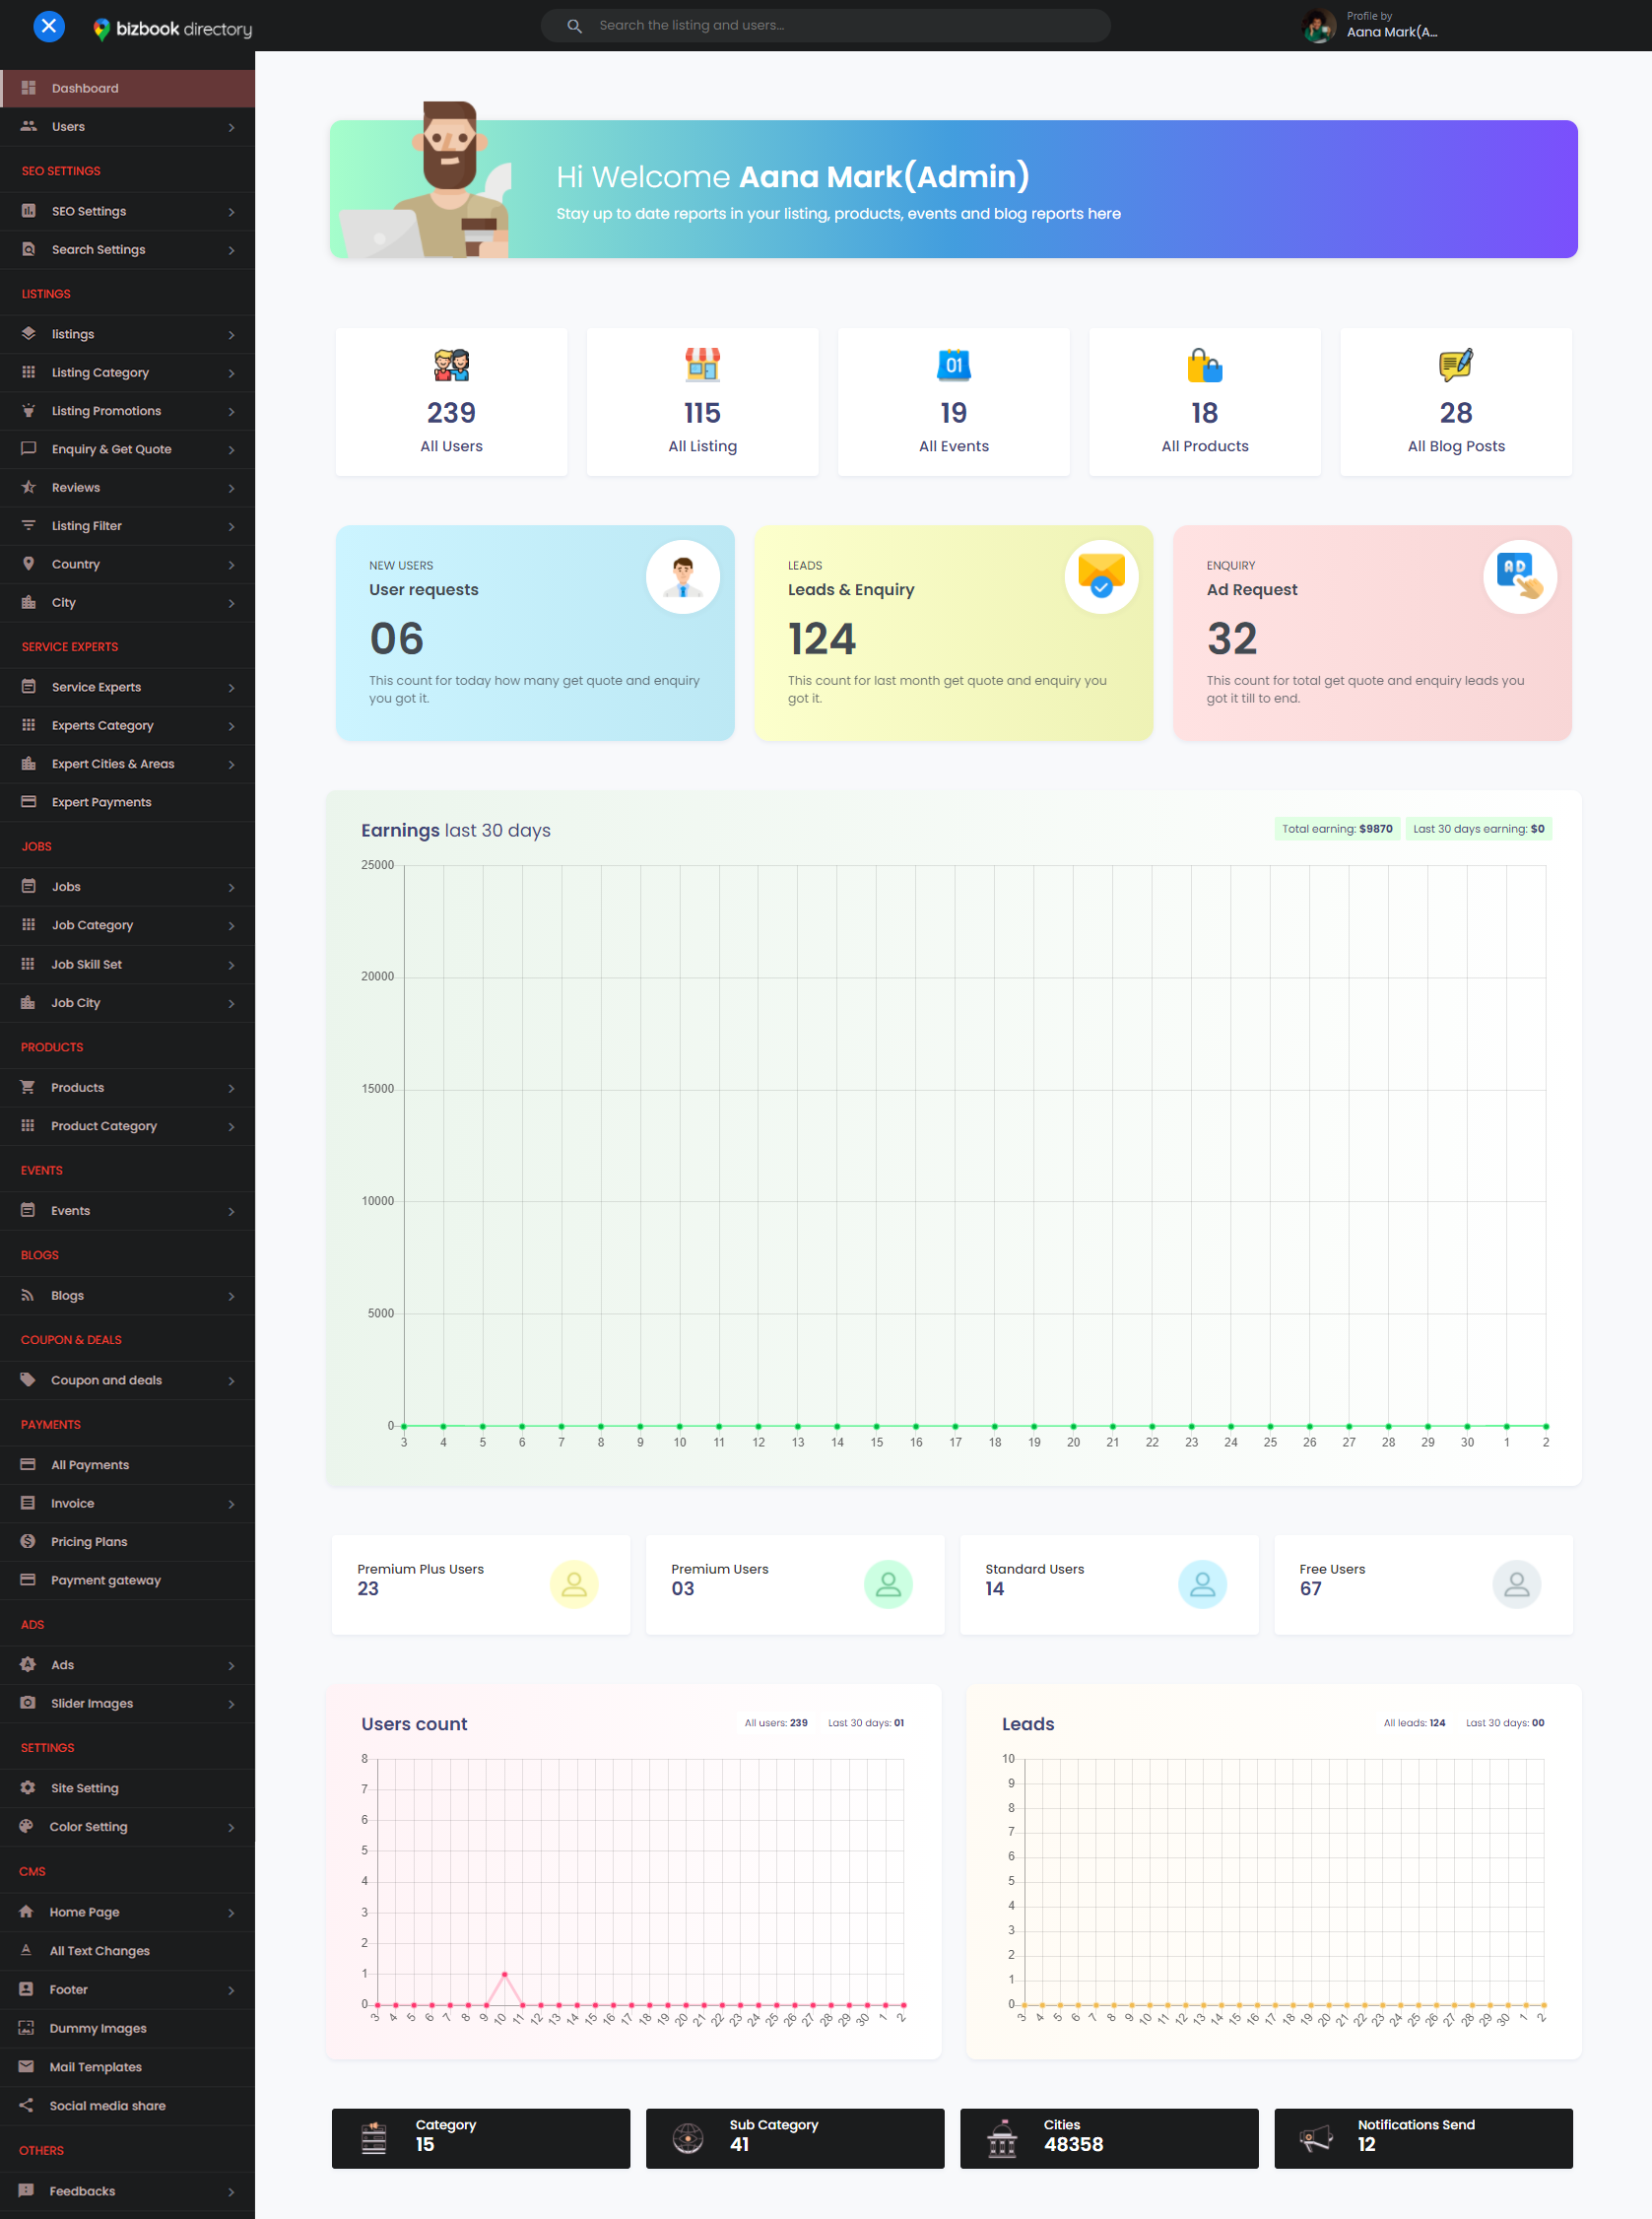 bizbook directory
Search the listing and users...
Profile by
Aana Mark(A...
Dashboard
Users
SEO SETTINGS
SEO Settings
Search Settings
LISTINGS
listings
Listing Category
Listing Promotions
Enquiry & Get Quote
Reviews
Listing Filter
Country
City
SERVICE EXPERTS
Service Experts
Experts Category
Expert Cities & Areas
Expert Payments
JOBS
Jobs
Job Category
Job Skill Set
Job City
PRODUCTS
Products
Product Category
EVENTS
Events
BLOGS
Blogs
COUPON & DEALS
Coupon and deals
PAYMENTS
All Payments
Invoice
Pricing Plans
Payment gateway
ADS
Ads
Slider Images
SETTINGS
Site Setting
Color Setting
CMS
Home Page
All Text Changes
Footer
Dummy Images
Mail Templates
Social media share
OTHERS
Feedbacks
Hi Welcome Aana Mark(Admin)
Stay up to date reports in your listing, products, events and blog reports here
239
All Users
01
115
All Listing
19
All Events
18
All Products
28
All Blog Posts
NEW USERS
User requests
06
This count for today how many get quote and enquiry
you got it.
LEADS
Leads & Enquiry
124
This count for last month get quote and enquiry you
got it.
ENQUIRY
Ad Request
AD
32
This count for total get quote and enquiry leads you
got it till to end.
Earnings last 30 days
Total earning: $9870 Last 30 days earning: $0
25000
20000
15000
10000
5000
0
3 4 5 6 7 8 9 10 11 12 13 14 15 16 17 18 19 20 21 22 23 24 25 26 27 28 29 30 1 2
Premium Plus Users
23
Premium Users
03
Standard Users
14
Free Users
67
Users count
All users: 239 Last 30 days: 01
8
7
6
5
4
3
2
1
0
3 4 5 6 7 8 9 10 11 12 13 14 15 16 17 18 19 20 21 22 23 24 25 26 27 28 29 30 1 2
Leads
All leads: 124 Last 30 days: 00
10
9
8
7
6
5
4
3
2
1
0
3 4 5 6 7 8 9 10 11 12 13 14 15 16 17 18 19 20 21 22 23 24 25 26 27 28 29 30 1 2
Category
15
Sub Category
41
Cities
48358
Notifications Send
12